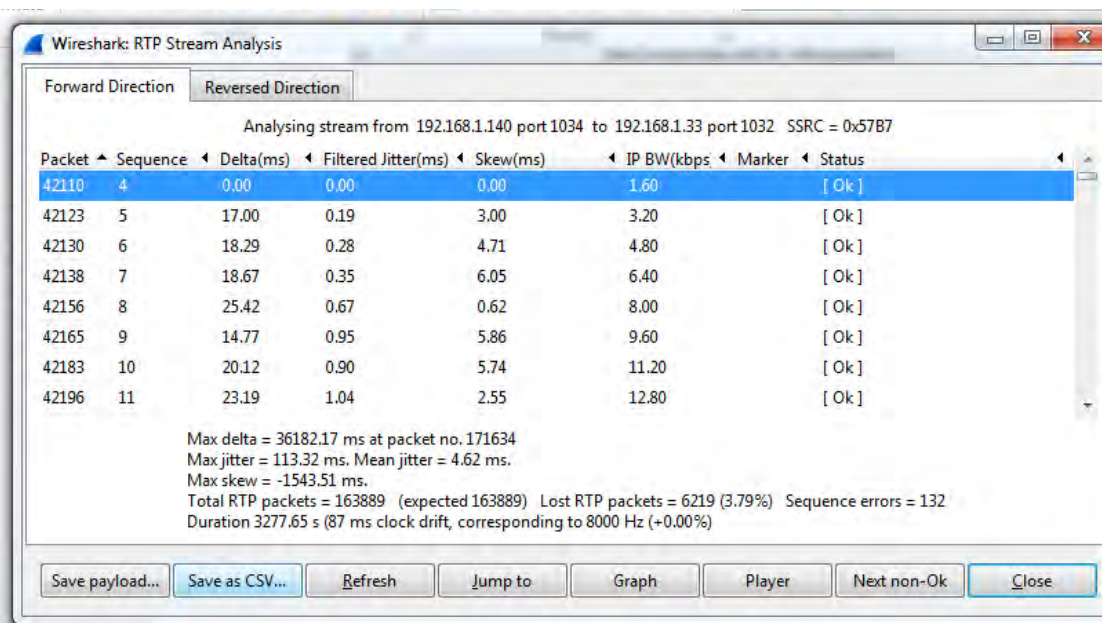 Wireshark: RTP Stream Analysis
Forward Direction Reversed Direction
Analysing stream from 192.168.1.140 port 1034 to 192.168.1.33 port 1032 SSRC = 0x57B7
Packet Sequence Delta(ms) Filtered Jitter(ms) Skew(ms) IP BW(kbps Marker Status
42110 4 0.00 0.00 0.00 1.60 [ Ok ]
42123 5 17.00 0.19 3.00 3.20 [ Ok ]
42130 6 18.29 0.28 4.71 4.80 [ Ok ]
42138 7 18.67 0.35 6.05 6.40 [ Ok ]
42156 8 25.42 0.67 0.62 8.00 [ Ok ]
42165 9 14.77 0.95 5.86 9.60 [ Ok ]
42183 10 20.12 0.90 5.74 11.20 [ Ok ]
42196 11 23.19 1.04 2.55 12.80 [ Ok ]
Max delta = 36182.17 ms at packet no. 171634
Max jitter = 113.32 ms. Mean jitter = 4.62 ms.
Max skew = -1543.51 ms.
Total RTP packets = 163889 (expected 163889) Lost RTP packets = 6219 (3.79%) Sequence errors = 132
Duration 3277.65 s (87 ms clock drift, corresponding to 8000 Hz (+0.00%)
Save payload... Save as CSV... Refresh Jump to Graph Player Next non-Ok Close